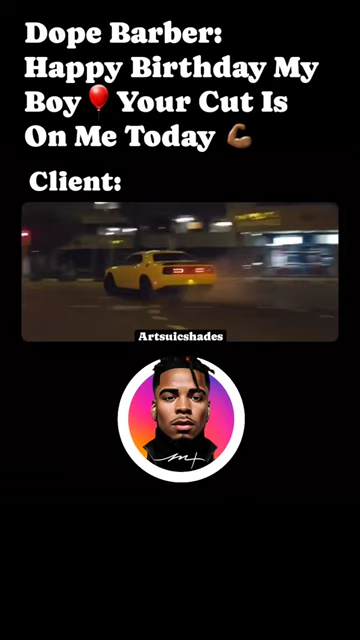 Dope Barber:
Happy Birthday My
Boy🎈Your Cut Is
On Me Today 💪🏾
Client:
Artsuicshades